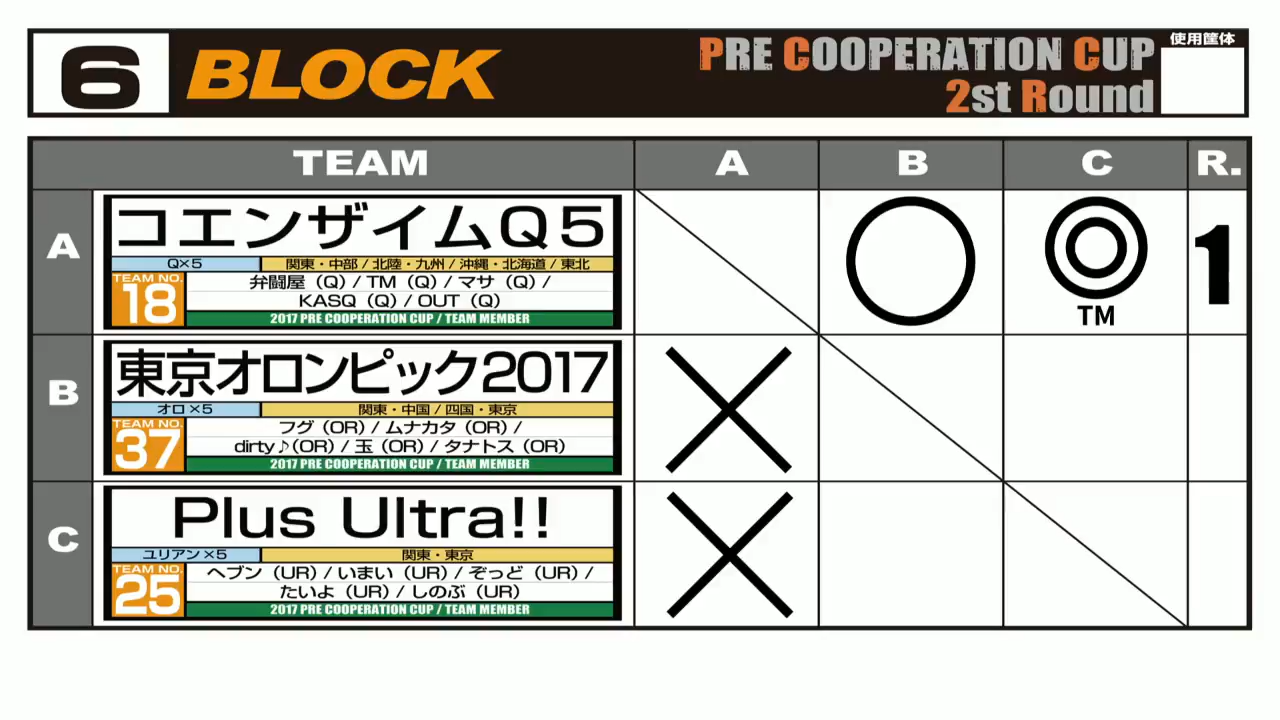 6 BLOCK
PRE COOPERATION CUP
2st Round
使用筐体
TEAM A B C R.
A
コエンザイムQ5
Q×5 関東・中部/北陸・九州/沖縄・北海道/東北
TEAM NO.
18
弁闘屋(Q)/TM(Q)/マサ(Q)/
KASQ(Q)/OUT(Q)
2017 PRE COOPERATION CUP / TEAM MEMBER
TM
1
B
東京オロンピック2017
オロ×5 関東・中国/四国・東京
TEAM NO.
37
フグ(OR)/ムナカタ(OR)/
dirty♪(OR)/玉(OR)/タナトス(OR)
2017 PRE COOPERATION CUP / TEAM MEMBER
C
Plus Ultra!!
ユリアン×5 関東・東京
TEAM NO.
25
ヘブン(UR)/いまい(UR)/ぞっど(UR)/
たいよ(UR)/しのぶ(UR)
2017 PRE COOPERATION CUP / TEAM MEMBER